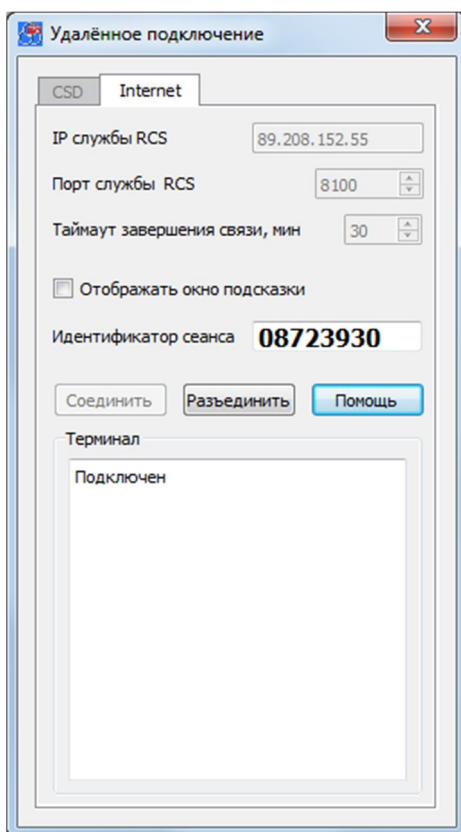 Удалённое подключение
CSD Internet
IP службы RCS 89.208.152.55
Порт службы RCS 8100
Таймаут завершения связи, мин 30
Отображать окно подсказки
Идентификатор сеанса 08723930
Соединить Разъединить Помощь
Терминал
Подключен